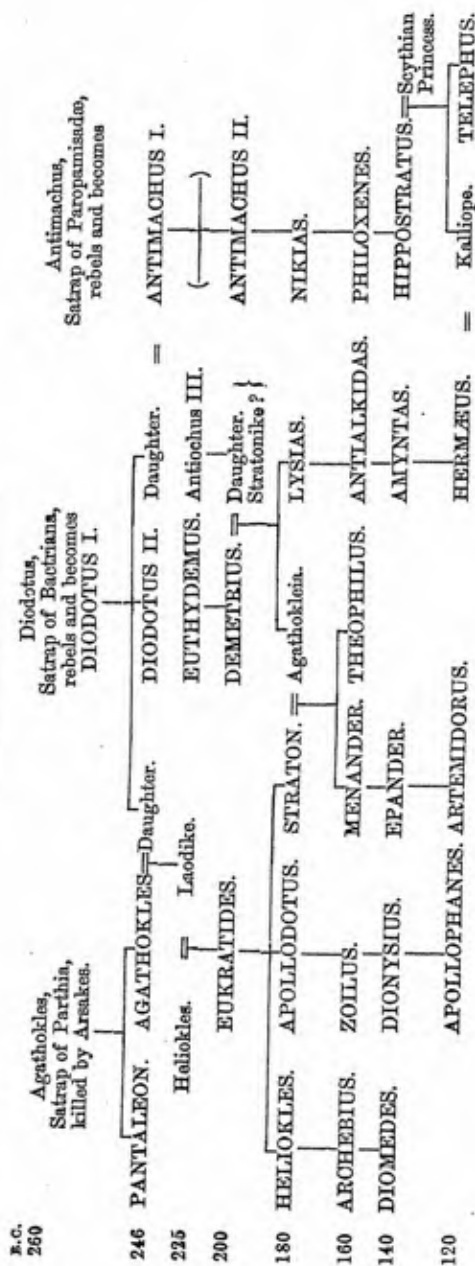 B.C.
260
Agathokles,
Satrap of Parthia,
killed by Arsakes.
Diodotus,
Satrap of Bactriana,
rebels and becomes
DIODOTUS I.
Antimachus,
Satrap of Paropamisadæ,
rebels and becomes
246 PANTALEON. AGATHOKLES=Daughter. DIODOTUS II. Daughter. = ANTIMACHUS I.
225 Heliokles. = Laodike. EUTHYDEMUS. Antiochus III. (———)
200 EUKRATIDES. DEMETRIUS. = { Daughter. Stratonike? } ANTIMACHUS II.
180 HELIOKLES. APOLLODOTUS. STRATON. = Agathokleia. LYSIAS. NIKIAS.
160 ARCHEBIUS. ZOILUS. MENANDER. THEOPHILUS. ANTIALKIDAS. PHILOXENES.
140 DIOMEDES. DIONYSIUS. EPANDER. AMYNTAS. HIPPOSTRATUS.=Scythian
Princess.
120 APOLLOPHANES. ARTEMIDORUS. HERMÆUS. = Kalliope. TELEPHUS.